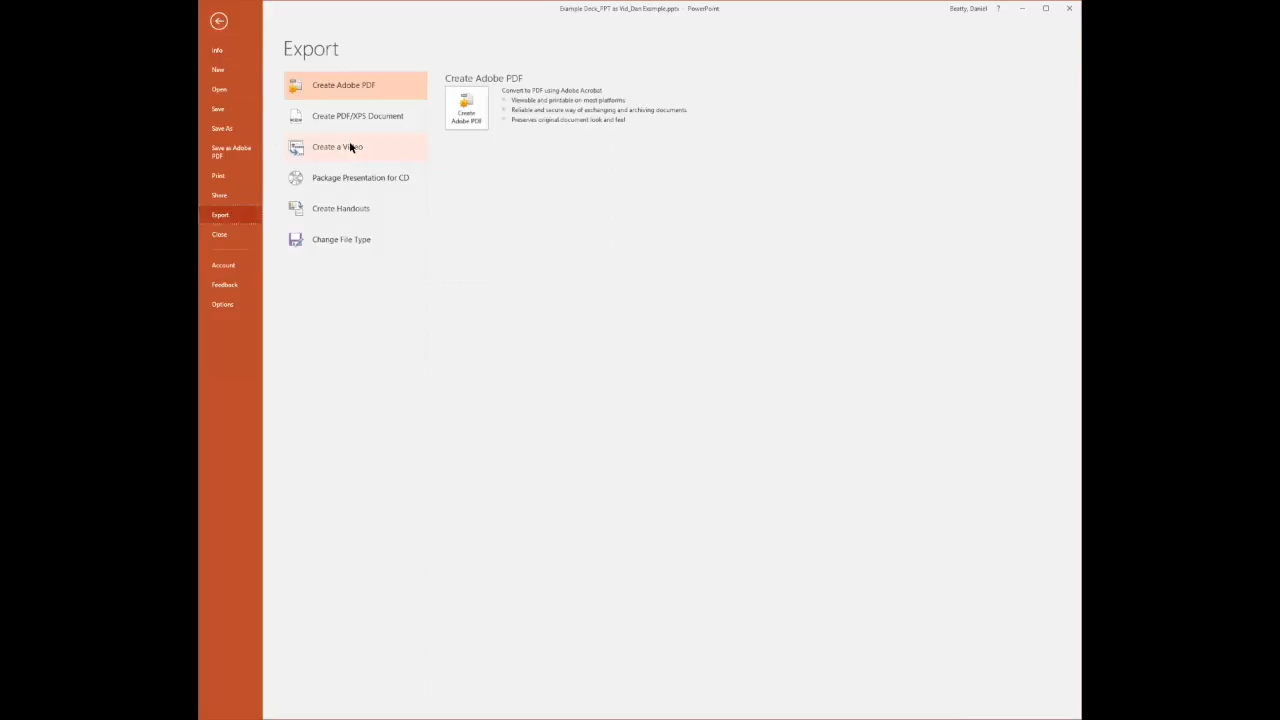 Example Deck_PPT as Vid_Dan Example.pptx - PowerPoint
Beatty, Daniel ?
Info
New
Open
Save
Save As
Save as Adobe
PDF
Print
Share
Export
Close
Account
Feedback
Options
Export
Create Adobe PDF
Create PDF/XPS Document
Create a Video
Package Presentation for CD
Create Handouts
Change File Type
Create Adobe PDF
Create
Adobe PDF
Convert to PDF using Adobe Acrobat
Viewable and printable on most platforms
Reliable and secure way of exchanging and archiving documents
Preserves original document look and feel